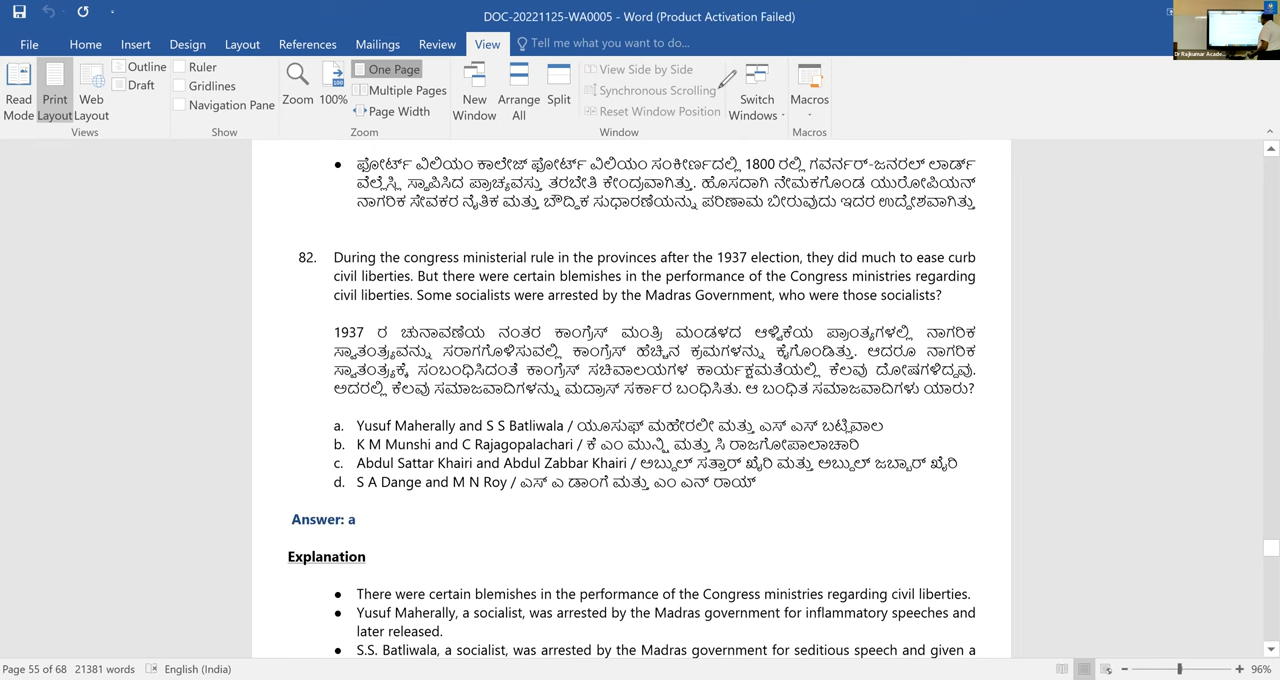 DOC-20221125-WA0005 - Word (Product Activation Failed)
File Home Insert Design Layout References Mailings Review View Tell me what you want to do...
Read Mode Print Layout Web Layout Outline Draft
Views
Ruler
Gridlines
Navigation Pane
Show
Zoom 100% One Page
Multiple Pages
Page Width
Zoom
New Window Arrange All Split
View Side by Side
Synchronous Scrolling
Reset Window Position
Window
Switch Windows
Macros
Macros
Dr Rajkumar Acade...
• ಫೋರ್ಟ್ ವಿಲಿಯಂ ಕಾಲೇಜ್ ಫೋರ್ಟ್ ವಿಲಿಯಂ ಸಂಕೀರ್ಣದಲ್ಲಿ 1800 ರಲ್ಲಿ ಗವರ್ನರ್-ಜನರಲ್ ಲಾರ್ಡ್
ವೆಲ್ಲೆಸ್ಲಿ ಸ್ಥಾಪಿಸಿದ ಪ್ರಾಚ್ಯವಸ್ತು ತರಬೇತಿ ಕೇಂದ್ರವಾಗಿತ್ತು. ಹೊಸದಾಗಿ ನೇಮಕಗೊಂಡ ಯುರೋಪಿಯನ್
ನಾಗರಿಕ ಸೇವಕರ ನೈತಿಕ ಮತ್ತು ಬೌದ್ಧಿಕ ಸುಧಾರಣೆಯನ್ನು ಪರಿಣಾಮ ಬೀರುವುದು ಇದರ ಉದ್ದೇಶವಾಗಿತ್ತು
82. During the congress ministerial rule in the provinces after the 1937 election, they did much to ease curb
civil liberties. But there were certain blemishes in the performance of the Congress ministries regarding
civil liberties. Some socialists were arrested by the Madras Government, who were those socialists?
1937 ರ ಚುನಾವಣೆಯ ನಂತರ ಕಾಂಗ್ರೆಸ್ ಮಂತ್ರಿ ಮಂಡಳದ ಆಳ್ವಿಕೆಯ ಪ್ರಾಂತ್ಯಗಳಲ್ಲಿ ನಾಗರಿಕ
ಸ್ವಾತಂತ್ರ್ಯವನ್ನು ಸರಾಗಗೊಳಿಸುವಲ್ಲಿ ಕಾಂಗ್ರೆಸ್ ಹೆಚ್ಚಿನ ಕ್ರಮಗಳನ್ನು ಕೈಗೊಂಡಿತ್ತು. ಆದರೂ ನಾಗರಿಕ
ಸ್ವಾತಂತ್ರ್ಯಕ್ಕೆ ಸಂಬಂಧಿಸಿದಂತೆ ಕಾಂಗ್ರೆಸ್ ಸಚಿವಾಲಯಗಳ ಕಾರ್ಯಕ್ಷಮತೆಯಲ್ಲಿ ಕೆಲವು ದೋಷಗಳಿದ್ದವು.
ಅದರಲ್ಲಿ ಕೆಲವು ಸಮಾಜವಾದಿಗಳನ್ನು ಮದ್ರಾಸ್ ಸರ್ಕಾರ ಬಂಧಿಸಿತು. ಆ ಬಂಧಿತ ಸಮಾಜವಾದಿಗಳು ಯಾರು?
a. Yusuf Maherally and S S Batliwala / ಯೂಸುಫ್ ಮಹೇರಲೀ ಮತ್ತು ಎಸ್ ಎಸ್ ಬಟ್ಲಿವಾಲ
b. K M Munshi and C Rajagopalachari / ಕೆ ಎಂ ಮುನ್ಷಿ ಮತ್ತು ಸಿ ರಾಜಗೋಪಾಲಾಚಾರಿ
c. Abdul Sattar Khairi and Abdul Zabbar Khairi / ಅಬ್ದುಲ್ ಸತ್ತಾರ್ ಖೈರಿ ಮತ್ತು ಅಬ್ದುಲ್ ಜಬ್ಬಾರ್ ಖೈರಿ
d. S A Dange and M N Roy / ಎಸ್ ಎ ಡಾಂಗೆ ಮತ್ತು ಎಂ ಎನ್ ರಾಯ್
Answer: a
Explanation
• There were certain blemishes in the performance of the Congress ministries regarding civil liberties.
• Yusuf Maherally, a socialist, was arrested by the Madras government for inflammatory speeches and
later released.
• S.S. Batliwala, a socialist, was arrested by the Madras government for seditious speech and given a
Page 55 of 68 21381 words English (India) 96%